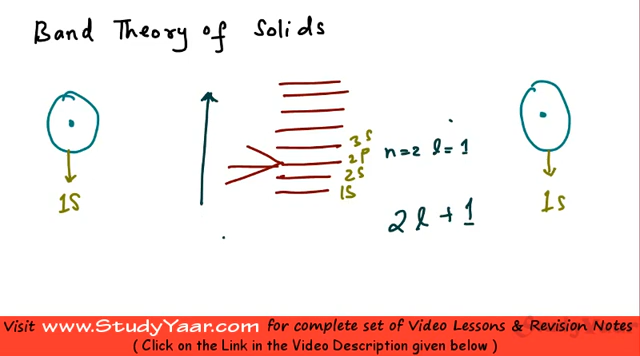 Band Theory of Solids
3s
2p
2s
1s
n=2 l=1
2l+1
1s
1s
Visit www.StudyYaar.com for complete set of Video Lessons & Revision Notes
( Click on the Link in the Video Description given below )